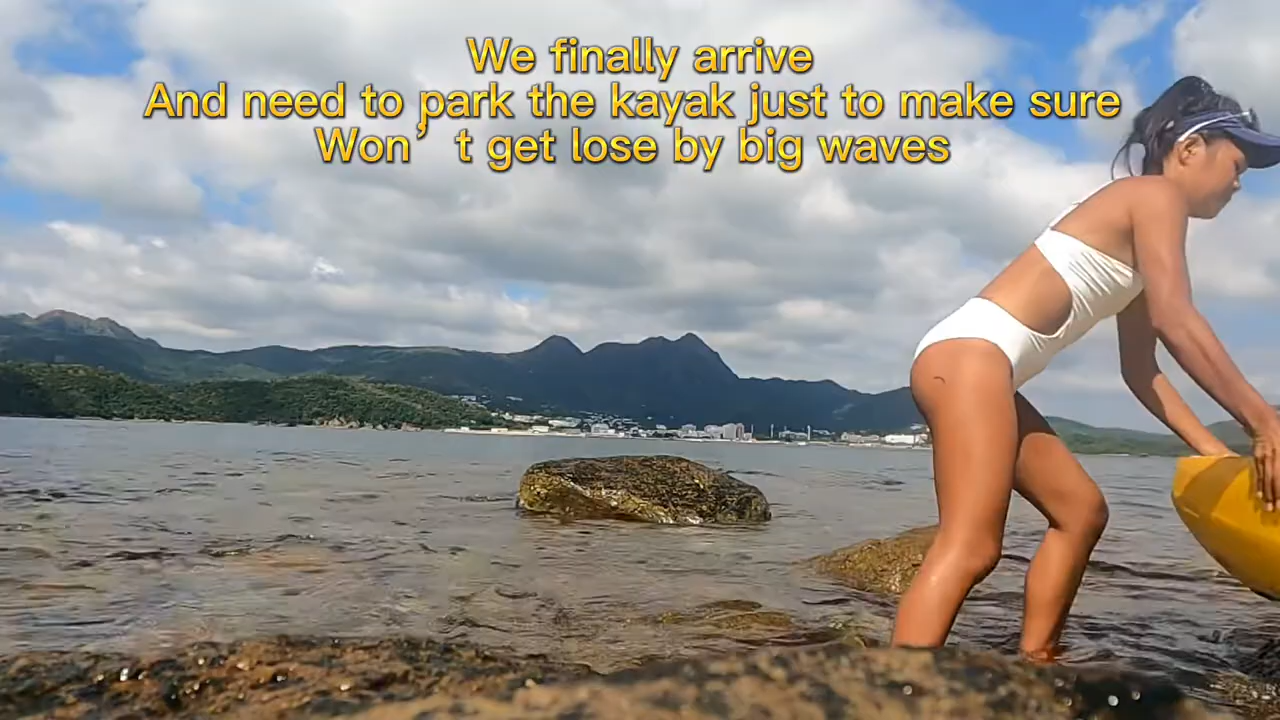 We finally arrive
And need to park the kayak just to make sure
Won’t get lose by big waves